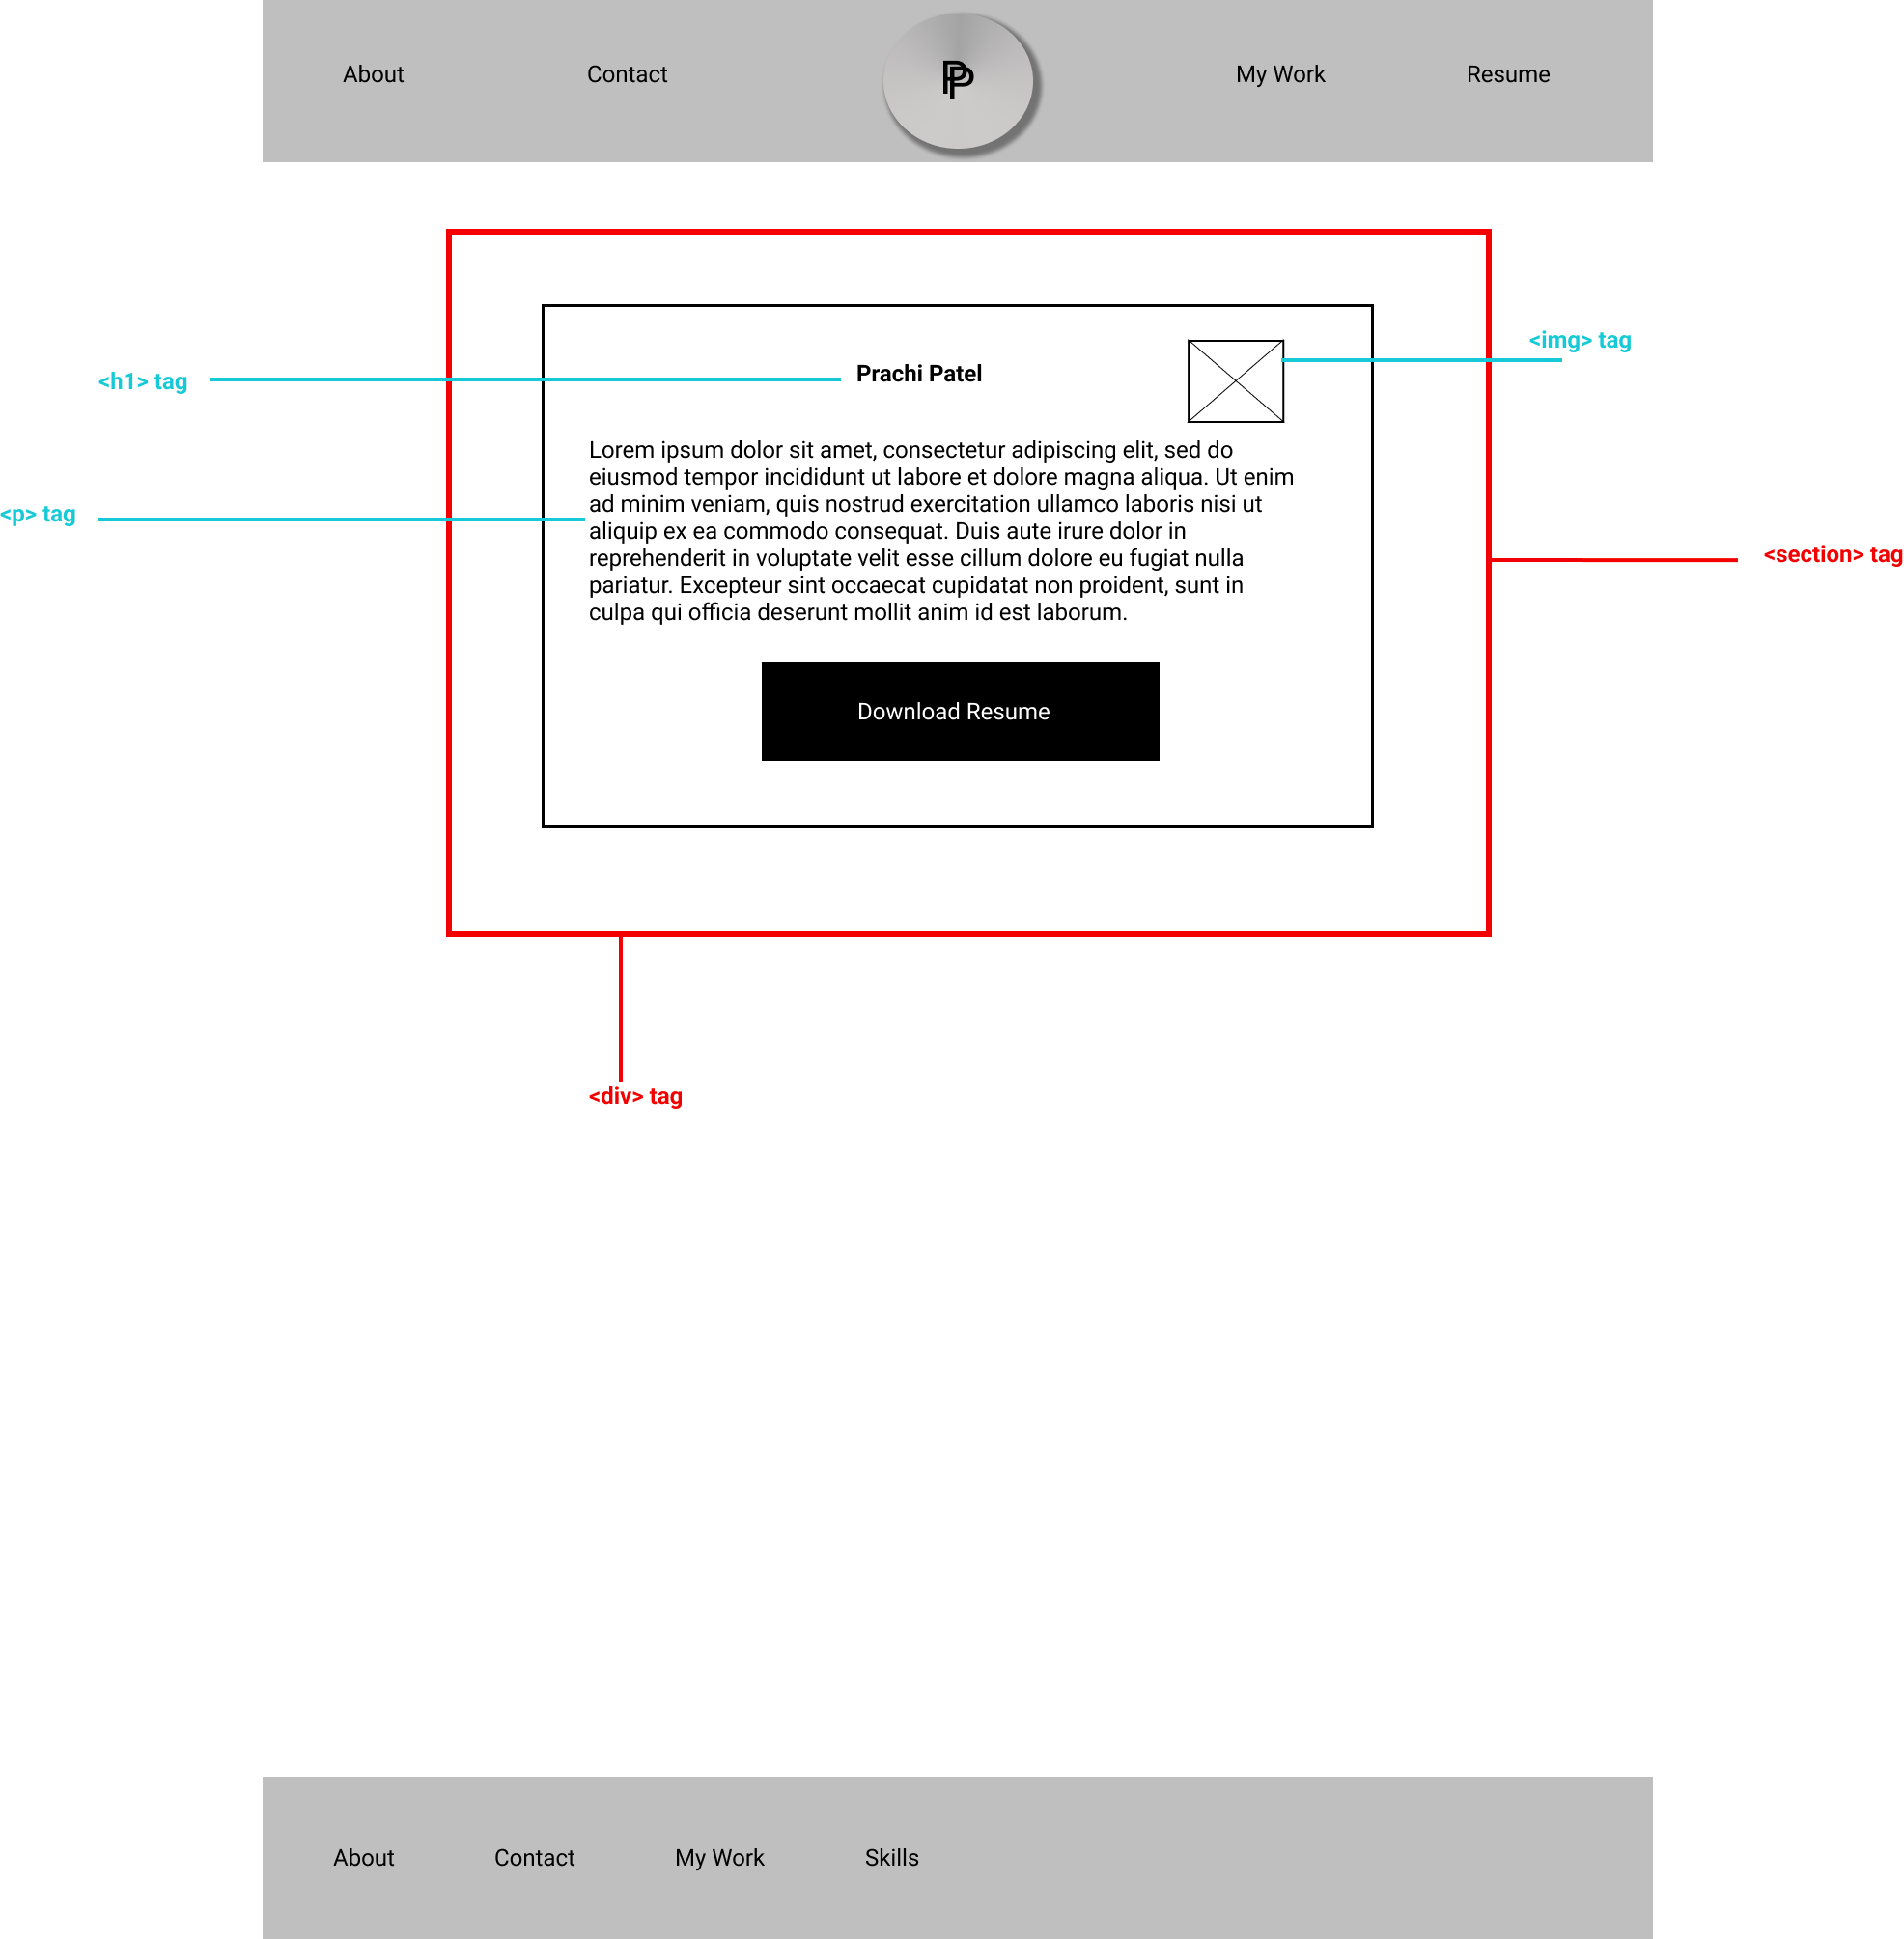 About
Contact
PP
My Work
Resume
<img> tag
Prachi Patel
<h1> tag
Lorem ipsum dolor sit amet, consectetur adipiscing elit, sed do
eiusmod tempor incididunt ut labore et dolore magna aliqua. Ut enim
ad minim veniam, quis nostrud exercitation ullamco laboris nisi ut
<p> tag
aliquip ex ea commodo consequat. Duis aute irure dolor in
reprehenderit in voluptate velit esse cillum dolore eu fugiat nulla
<section> tag
pariatur. Excepteur sint occaecat cupidatat non proident, sunt in
culpa qui officia deserunt mollit anim id est laborum.
Download Resume
<div> tag
About
Contact
My Work
Skills